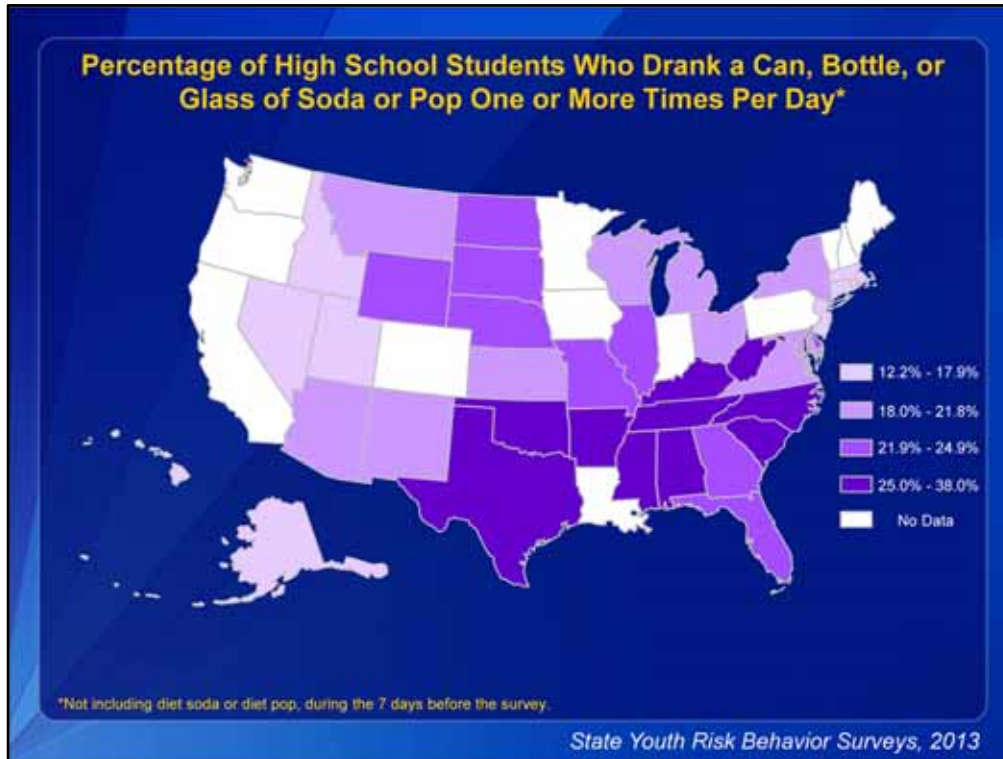 Percentage of High School Students Who Drank a Can, Bottle, or
Glass of Soda or Pop One or More Times Per Day*
12.2% - 17.9%
18.0% - 21.8%
21.9% - 24.9%
25.0% - 38.0%
No Data
*Not including diet soda or diet pop, during the 7 days before the survey.
State Youth Risk Behavior Surveys, 2013